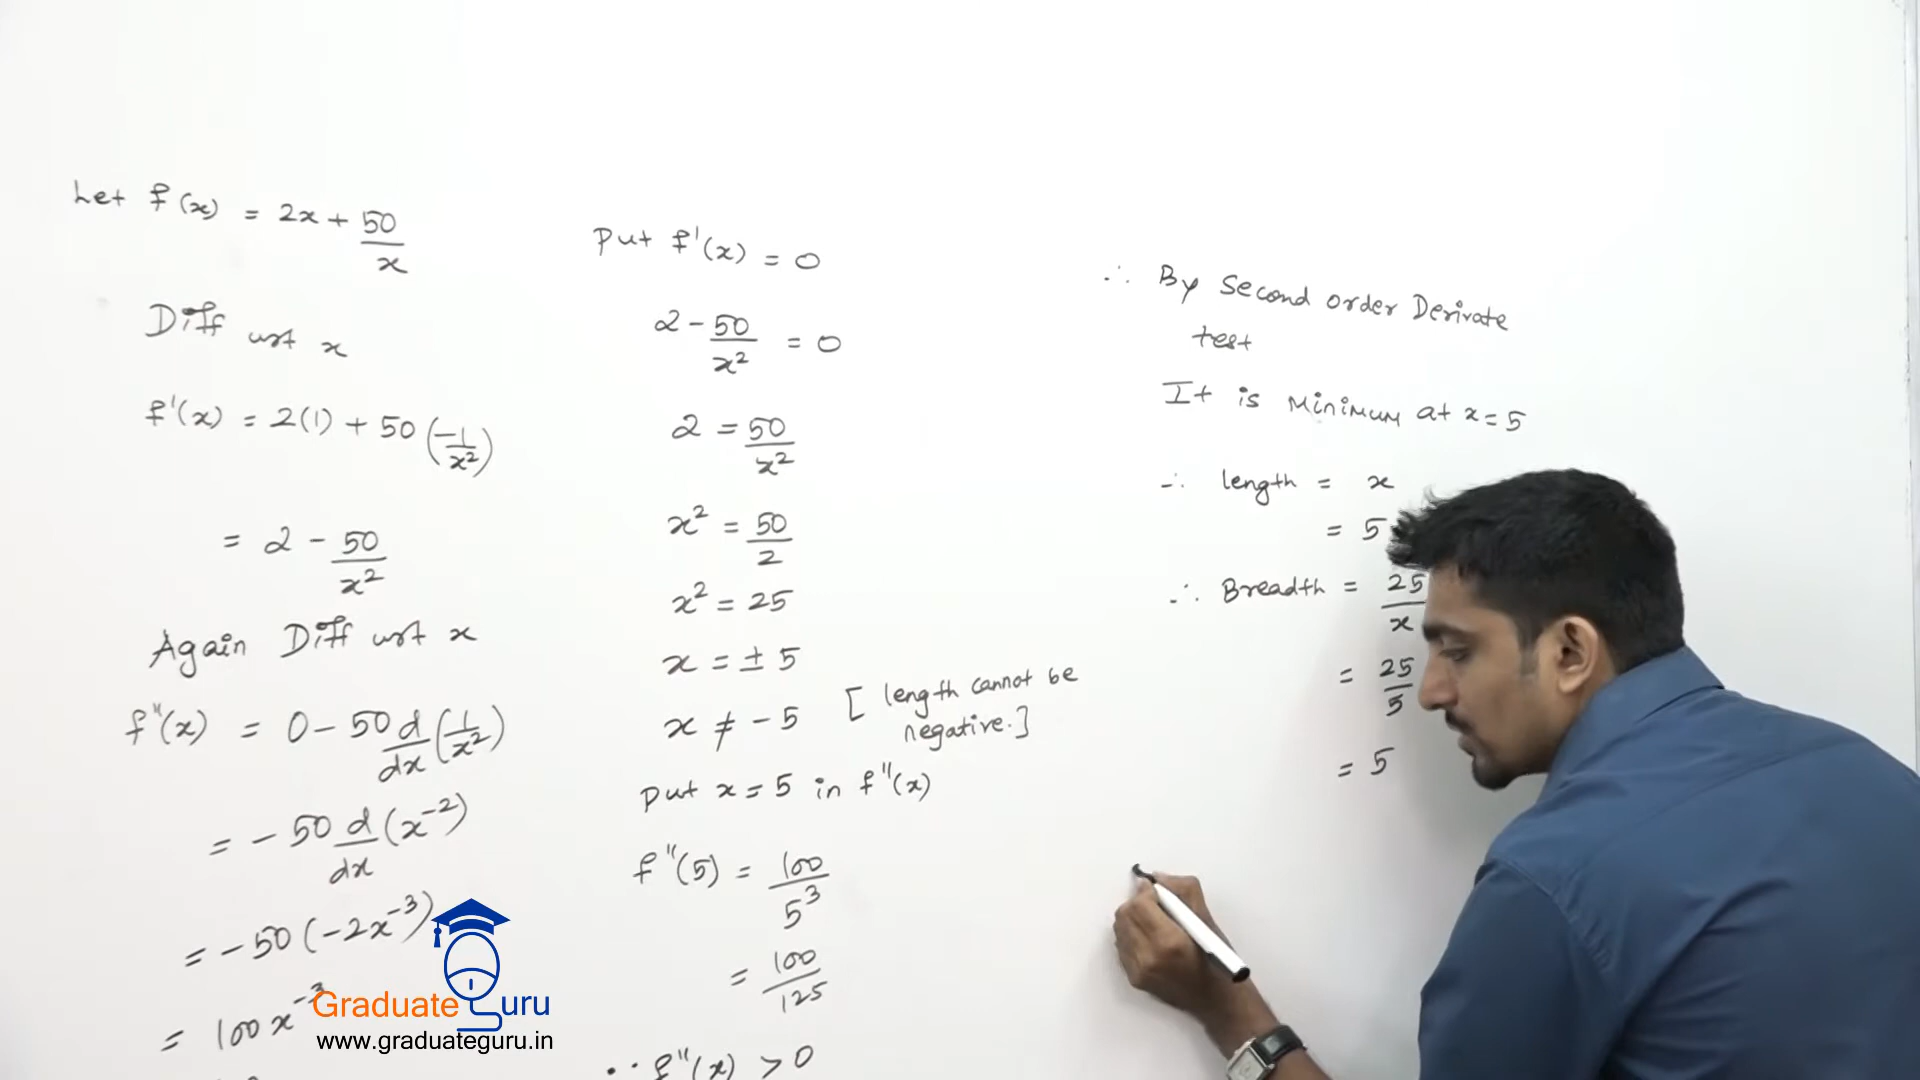 Let f(x) = 2x + 50/x
Diff wrt x
f'(x) = 2(1) + 50 (-1/x²)
= 2 - 50/x²
Again Diff wrt x
f"(x) = 0 - 50 d/dx (1/x²)
= - 50 d/dx (x⁻²)
= - 50 (-2x⁻³)
= 100 x⁻³
Put f'(x) = 0
2 - 50/x² = 0
2 = 50/x²
x² = 50/2
x² = 25
x = ± 5
x ≠ - 5 [length cannot be
negative.]
Put x = 5 in f"(x)
f"(5) = 100/5³
= 100/125
∵ f"(x) > 0
∴ By Second order Derivate
test
It is Minimum at x = 5
∴ length = x
= 5
∴ Breadth = 25/x
= 25/5
= 5
Graduate Guru
www.graduateguru.in